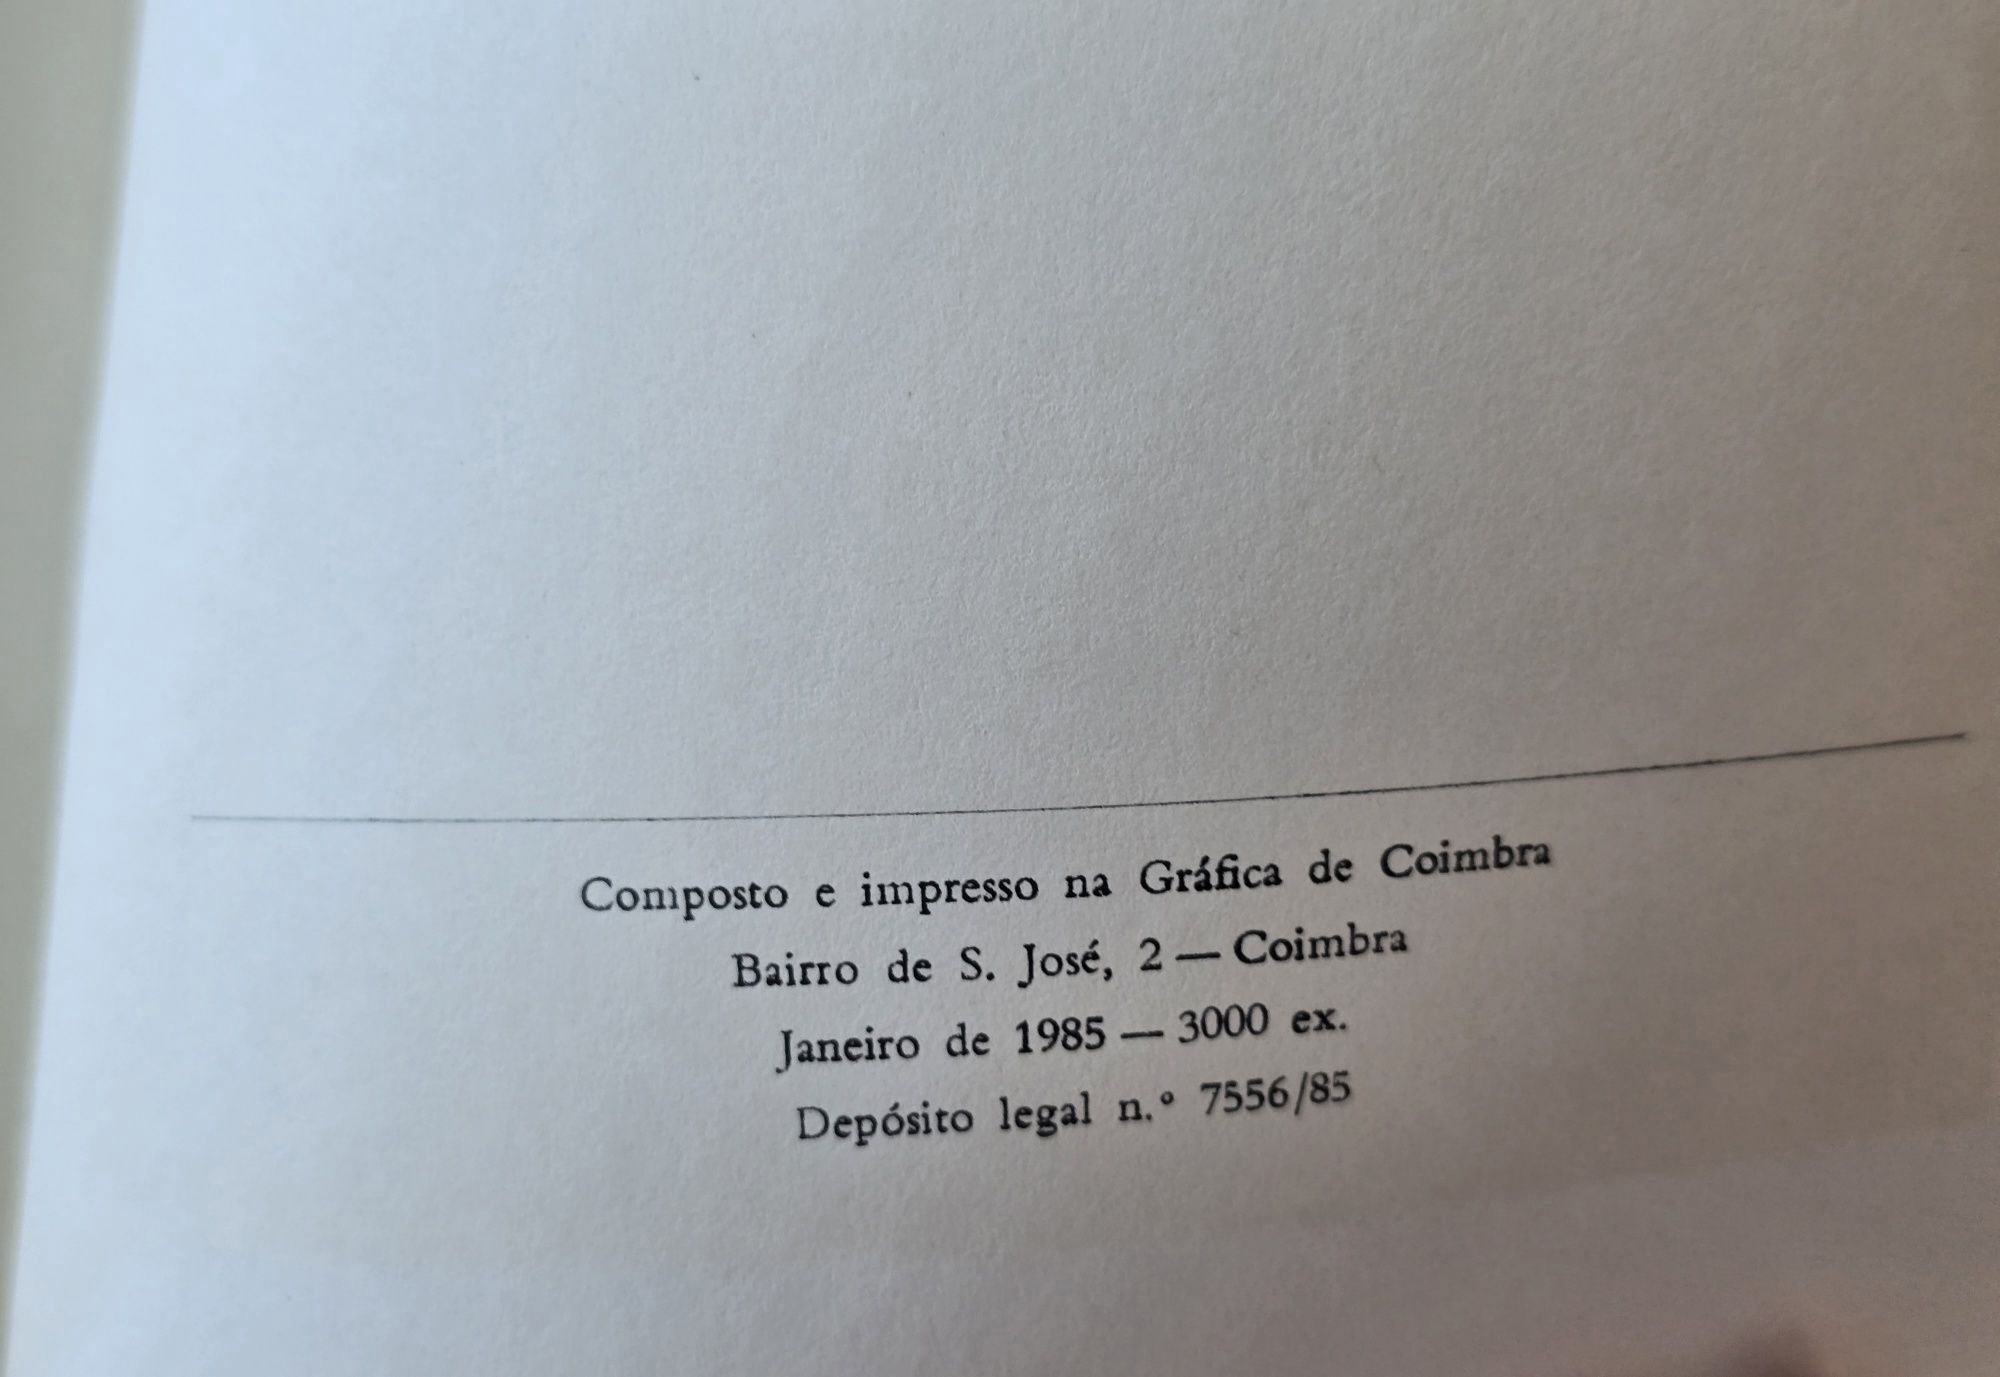 Composto e impresso na Gráfica de Coimbra
Bairro de S. José, 2 — Coimbra
Janeiro de 1985 — 3000 ex.
Depósito legal n.º 7556/85